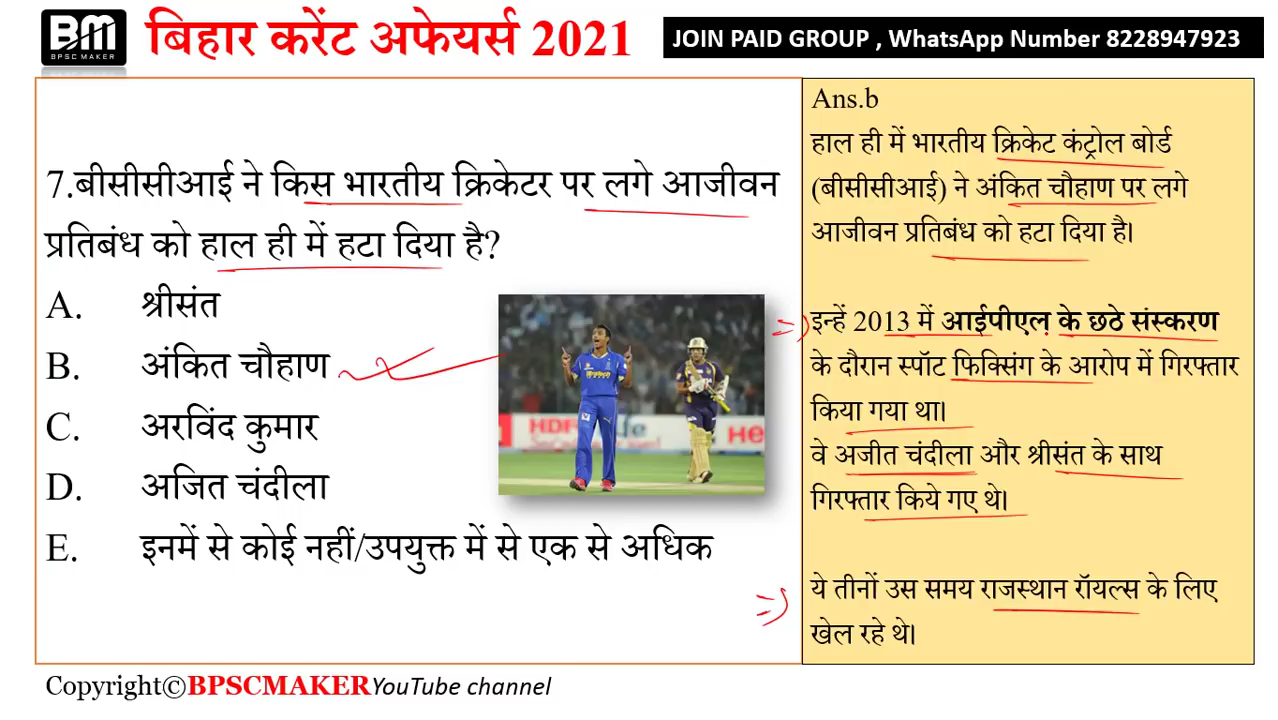 BM
BPSC MAKER
बिहार करेंट अफेयर्स 2021
JOIN PAID GROUP , WhatsApp Number 8228947923
7.बीसीसीआई ने किस भारतीय क्रिकेटर पर लगे आजीवन
प्रतिबंध को हाल ही में हटा दिया है?
A. श्रीसंत
B. अंकित चौहाण
C. अरविंद कुमार
D. अजित चंदीला
E. इनमें से कोई नहीं/उपयुक्त में से एक से अधिक
Ans.b
हाल ही में भारतीय क्रिकेट कंट्रोल बोर्ड
(बीसीसीआई) ने अंकित चौहाण पर लगे
आजीवन प्रतिबंध को हटा दिया है।
इन्हें 2013 में आईपीएल के छठे संस्करण
के दौरान स्पॉट फिक्सिंग के आरोप में गिरफ्तार
किया गया था।
वे अजीत चंदीला और श्रीसंत के साथ
गिरफ्तार किये गए थे।
ये तीनों उस समय राजस्थान रॉयल्स के लिए
खेल रहे थे।
Copyright©BPSCMAKERYouTube channel